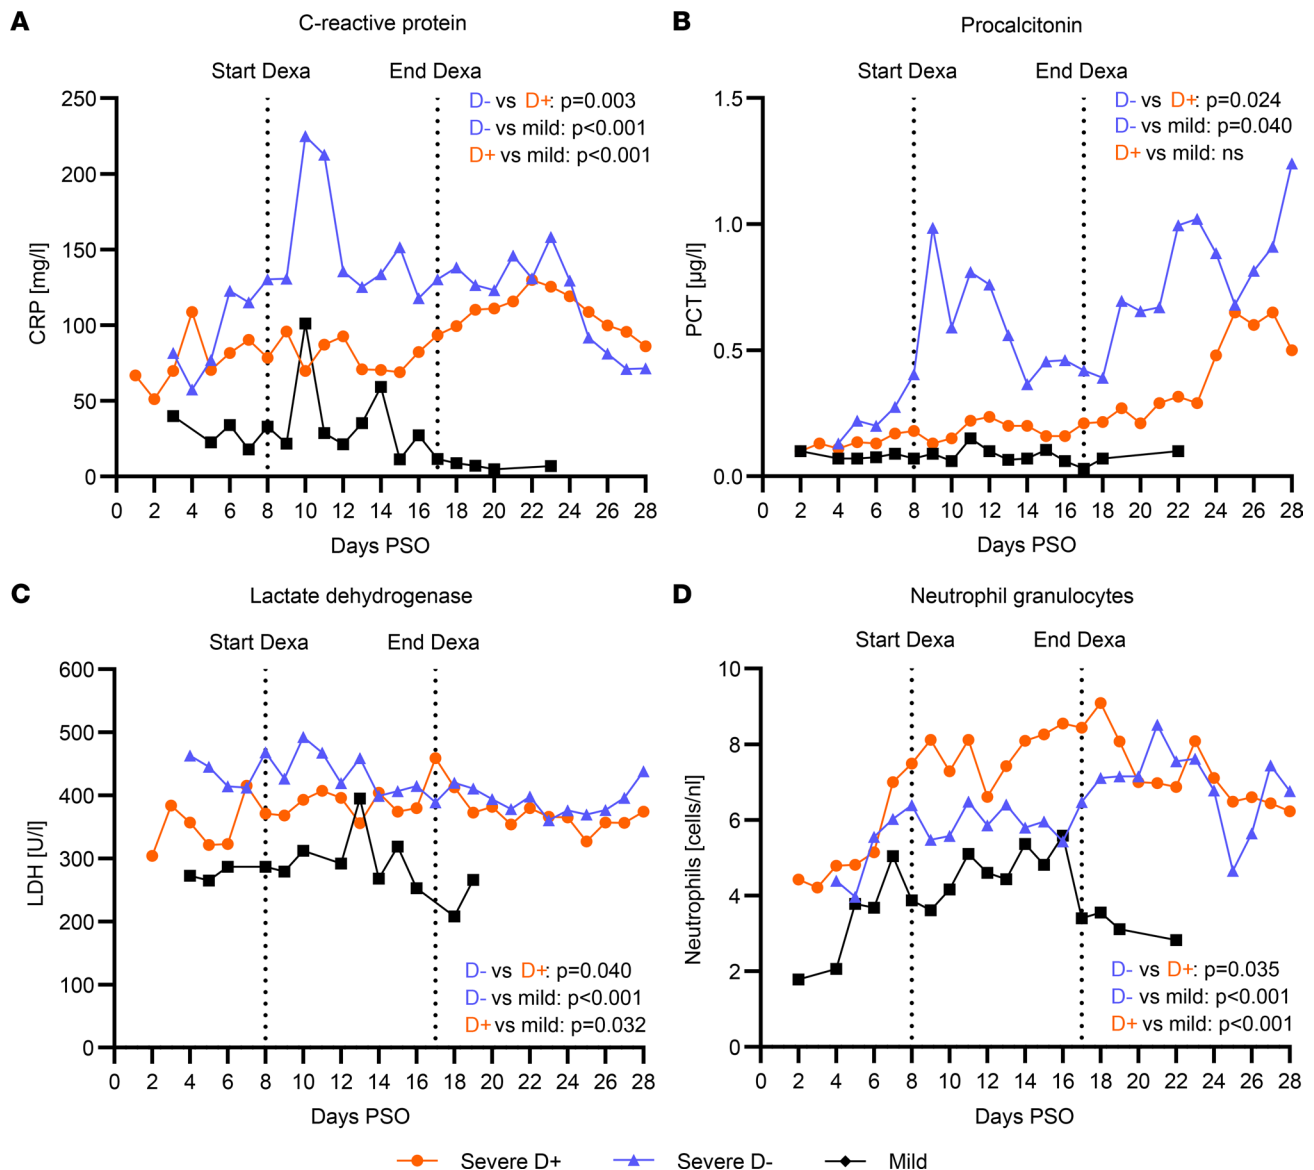 A
C-reactive protein
Start Dexa End Dexa
D- vs D+: p=0.003
D- vs mild: p<0.001
D+ vs mild: p<0.001
250
200
150
100
50
0
CRP [mg/l]
0 2 4 6 8 10 12 14 16 18 20 22 24 26 28
Days PSO
B
Procalcitonin
Start Dexa End Dexa
D- vs D+: p=0.024
D- vs mild: p=0.040
D+ vs mild: ns
1.5
1.0
0.5
0.0
PCT [µg/l]
0 2 4 6 8 10 12 14 16 18 20 22 24 26 28
Days PSO
C
Lactate dehydrogenase
Start Dexa End Dexa
600
500
400
300
200
100
0
LDH [U/l]
D- vs D+: p=0.040
D- vs mild: p<0.001
D+ vs mild: p=0.032
0 2 4 6 8 10 12 14 16 18 20 22 24 26 28
Days PSO
D
Neutrophil granulocytes
Start Dexa End Dexa
10
8
6
4
2
0
Neutrophils [cells/nl]
D- vs D+: p=0.035
D- vs mild: p<0.001
D+ vs mild: p<0.001
0 2 4 6 8 10 12 14 16 18 20 22 24 26 28
Days PSO
Severe D+ Severe D- Mild